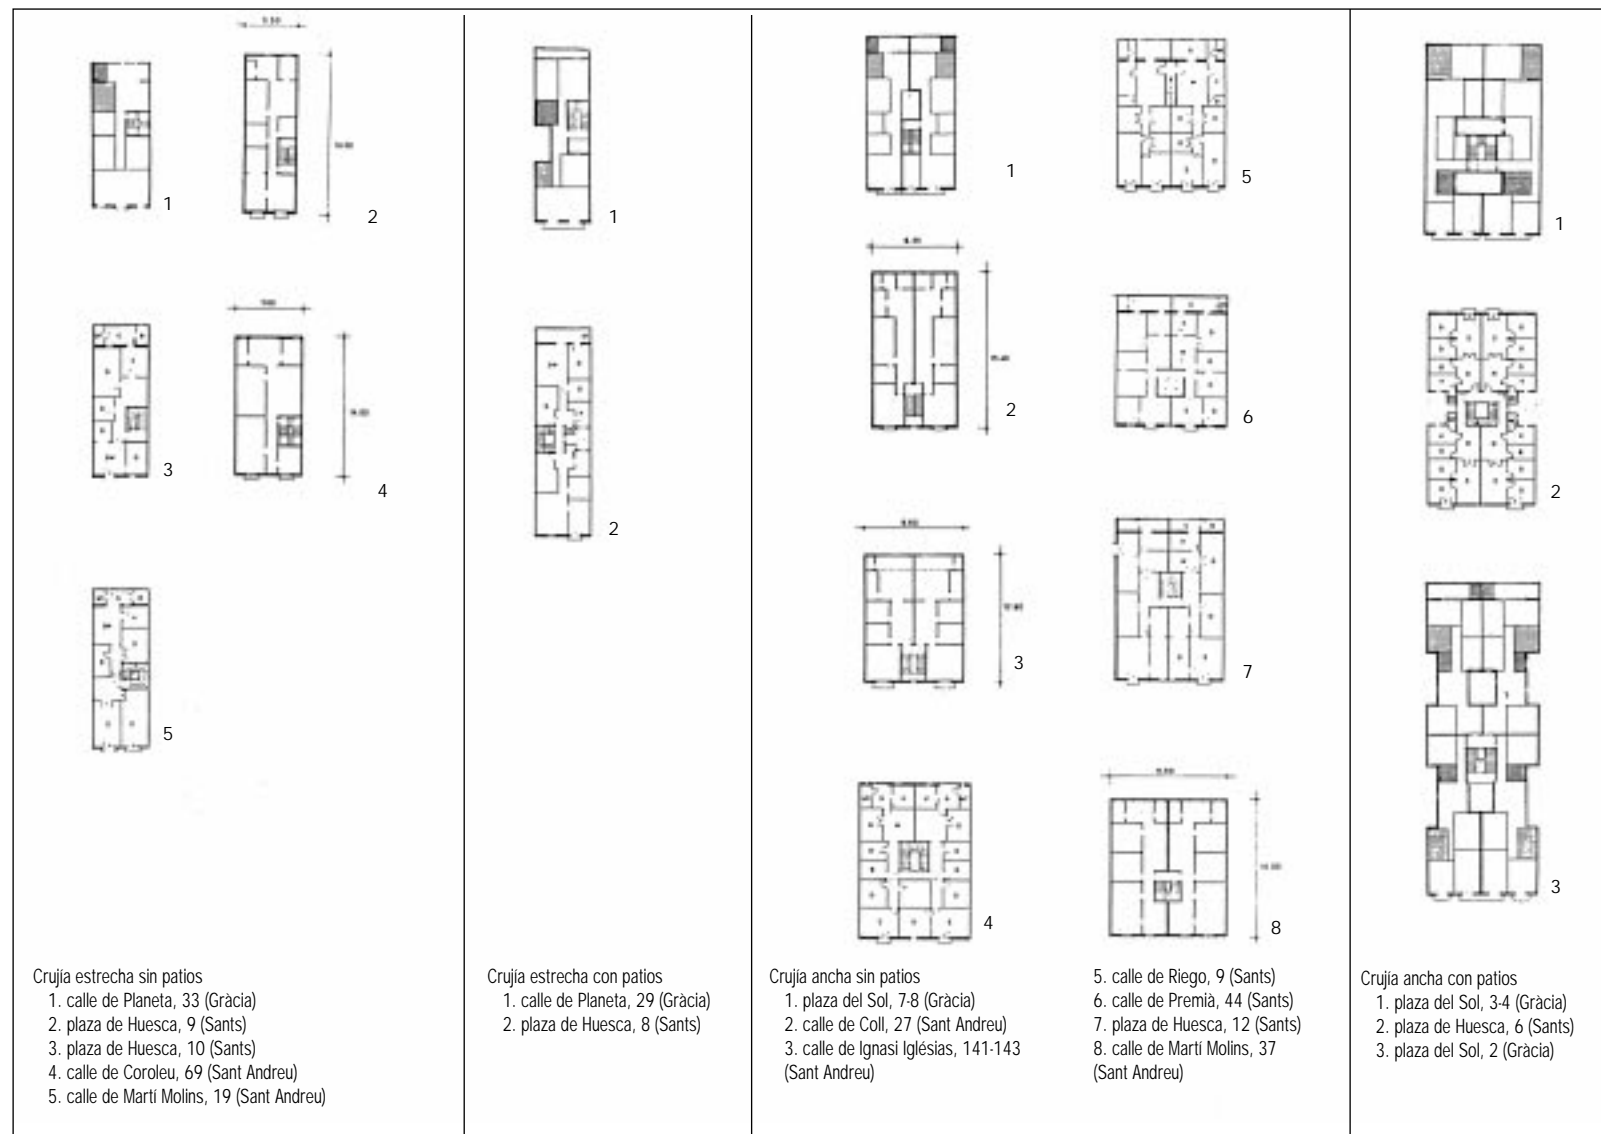 1
2
3
4
5
1
2
1
2
3
4
5
6
7
8
1
2
3
Crujía estrecha sin patios
1. calle de Planeta, 33 (Gràcia)
2. plaza de Huesca, 9 (Sants)
3. plaza de Huesca, 10 (Sants)
4. calle de Coroleu, 69 (Sant Andreu)
5. calle de Martí Molins, 19 (Sant Andreu)
Crujía estrecha con patios
1. calle de Planeta, 29 (Gràcia)
2. plaza de Huesca, 8 (Sants)
Crujía ancha sin patios
1. plaza del Sol, 7-8 (Gràcia)
2. calle de Coll, 27 (Sant Andreu)
3. calle de Ignasi Iglésias, 141-143
(Sant Andreu)
5. calle de Riego, 9 (Sants)
6. calle de Premià, 44 (Sants)
7. plaza de Huesca, 12 (Sants)
8. calle de Martí Molins, 37
(Sant Andreu)
Crujía ancha con patios
1. plaza del Sol, 3-4 (Gràcia)
2. plaza de Huesca, 6 (Sants)
3. plaza del Sol, 2 (Gràcia)